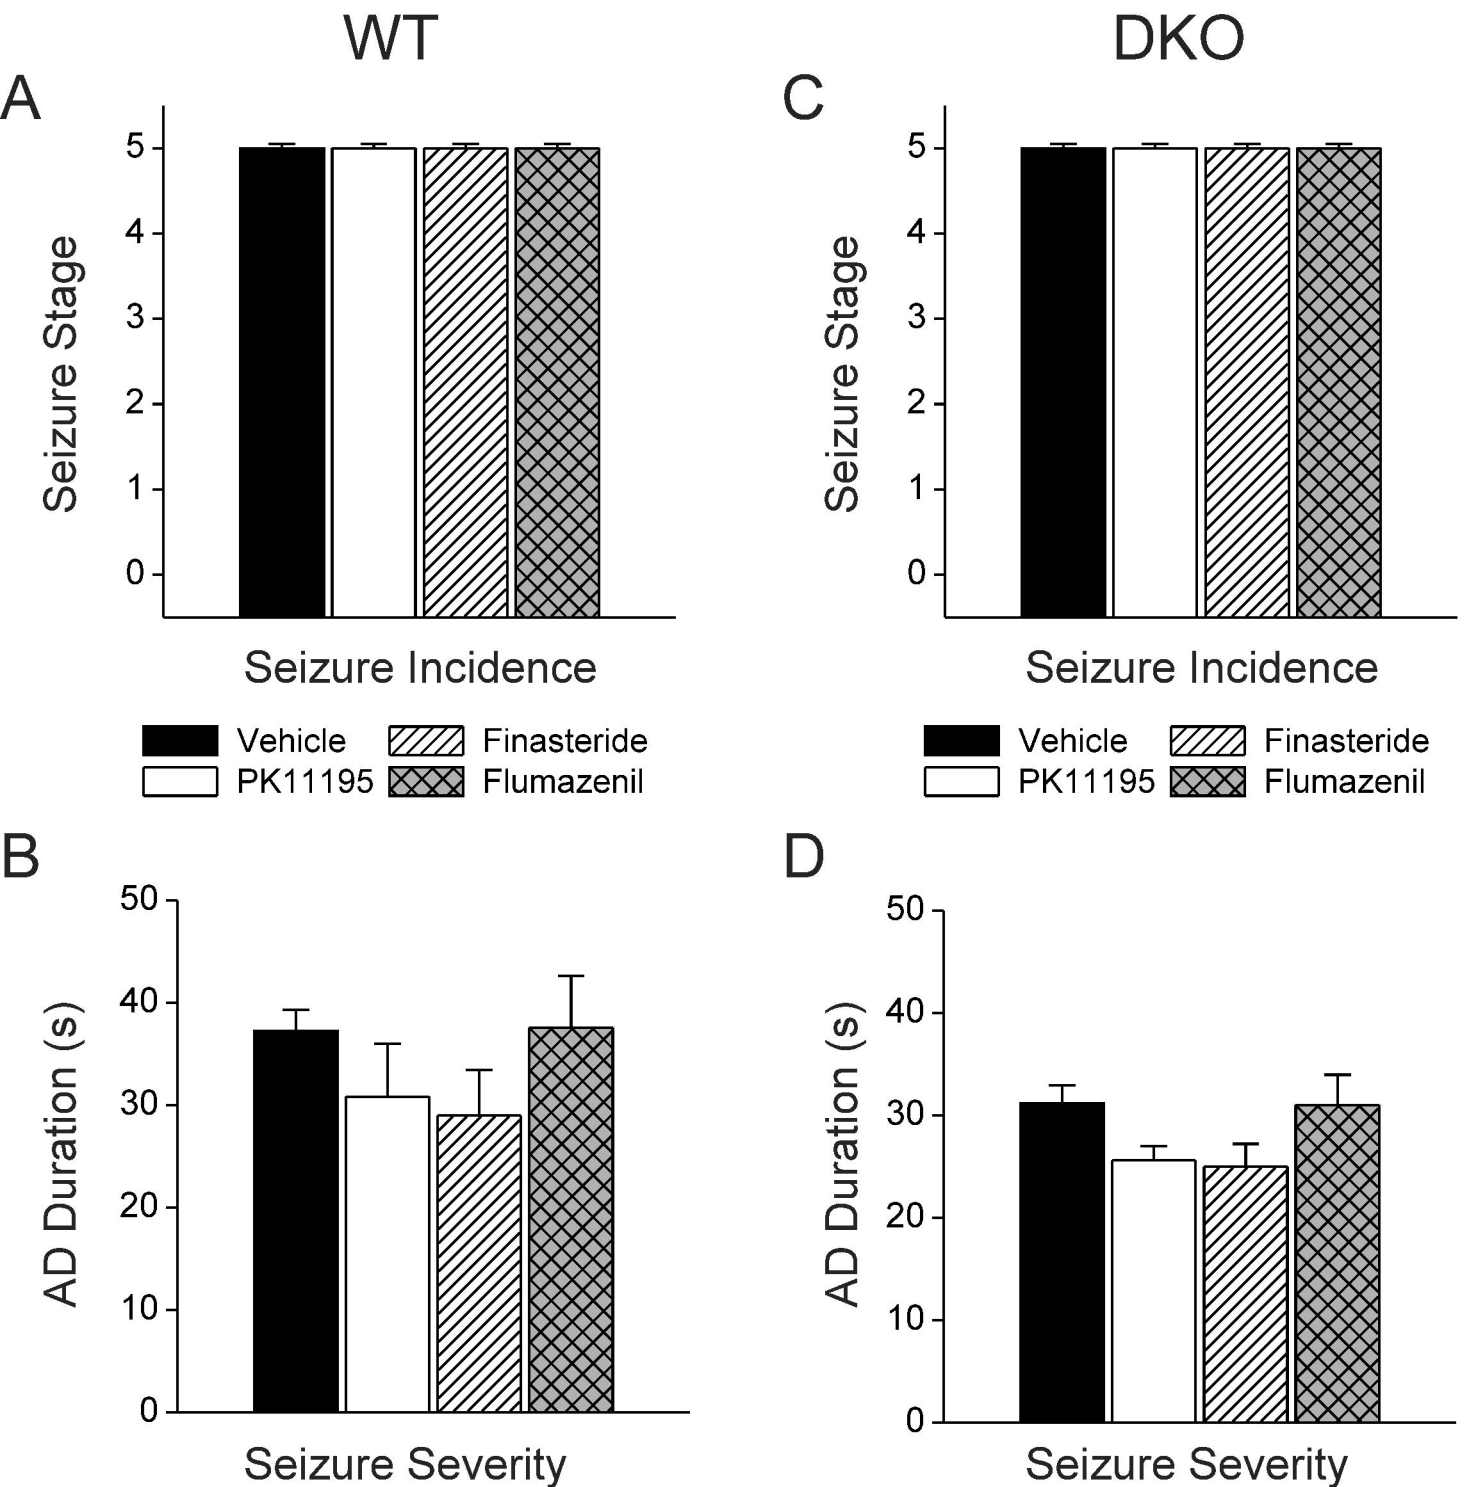 WT
A
5
4
3
2
1
0
Seizure Stage
Seizure Incidence
Vehicle
Finasteride
PK11195
Flumazenil
B
50
40
30
20
10
0
AD Duration (s)
Seizure Severity
DKO
C
5
4
3
2
1
0
Seizure Stage
Seizure Incidence
Vehicle
Finasteride
PK11195
Flumazenil
D
50
40
30
20
10
0
AD Duration (s)
Seizure Severity